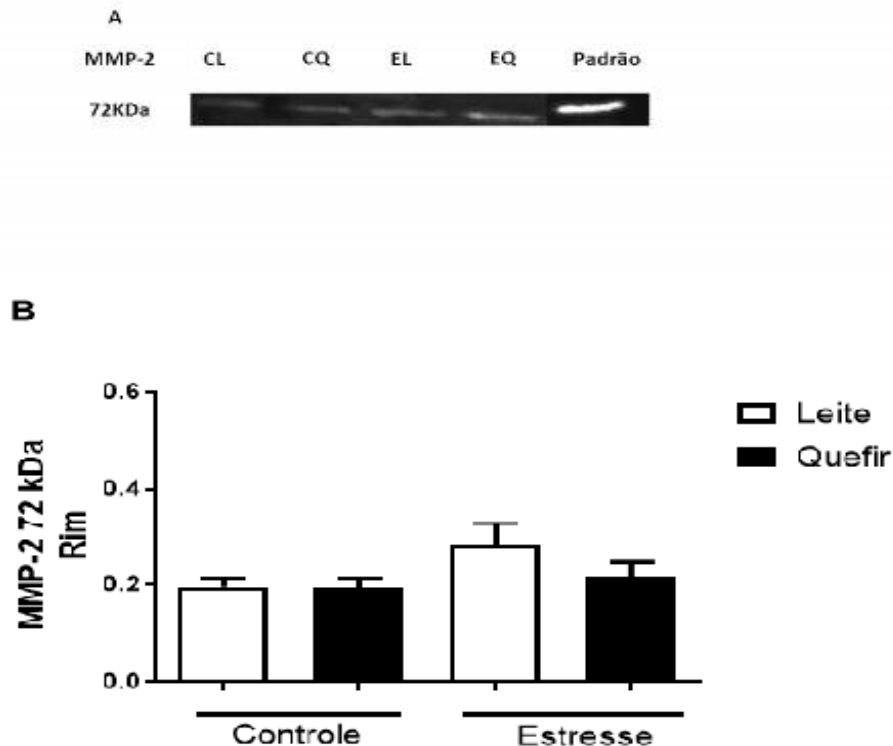 A
MMP-2 CL CQ EL EQ Padrão
72KDa
B
0.6
0.4
0.2
0.0
MMP-2 72 kDa
Rim
Leite
Quefir
Controle Estresse